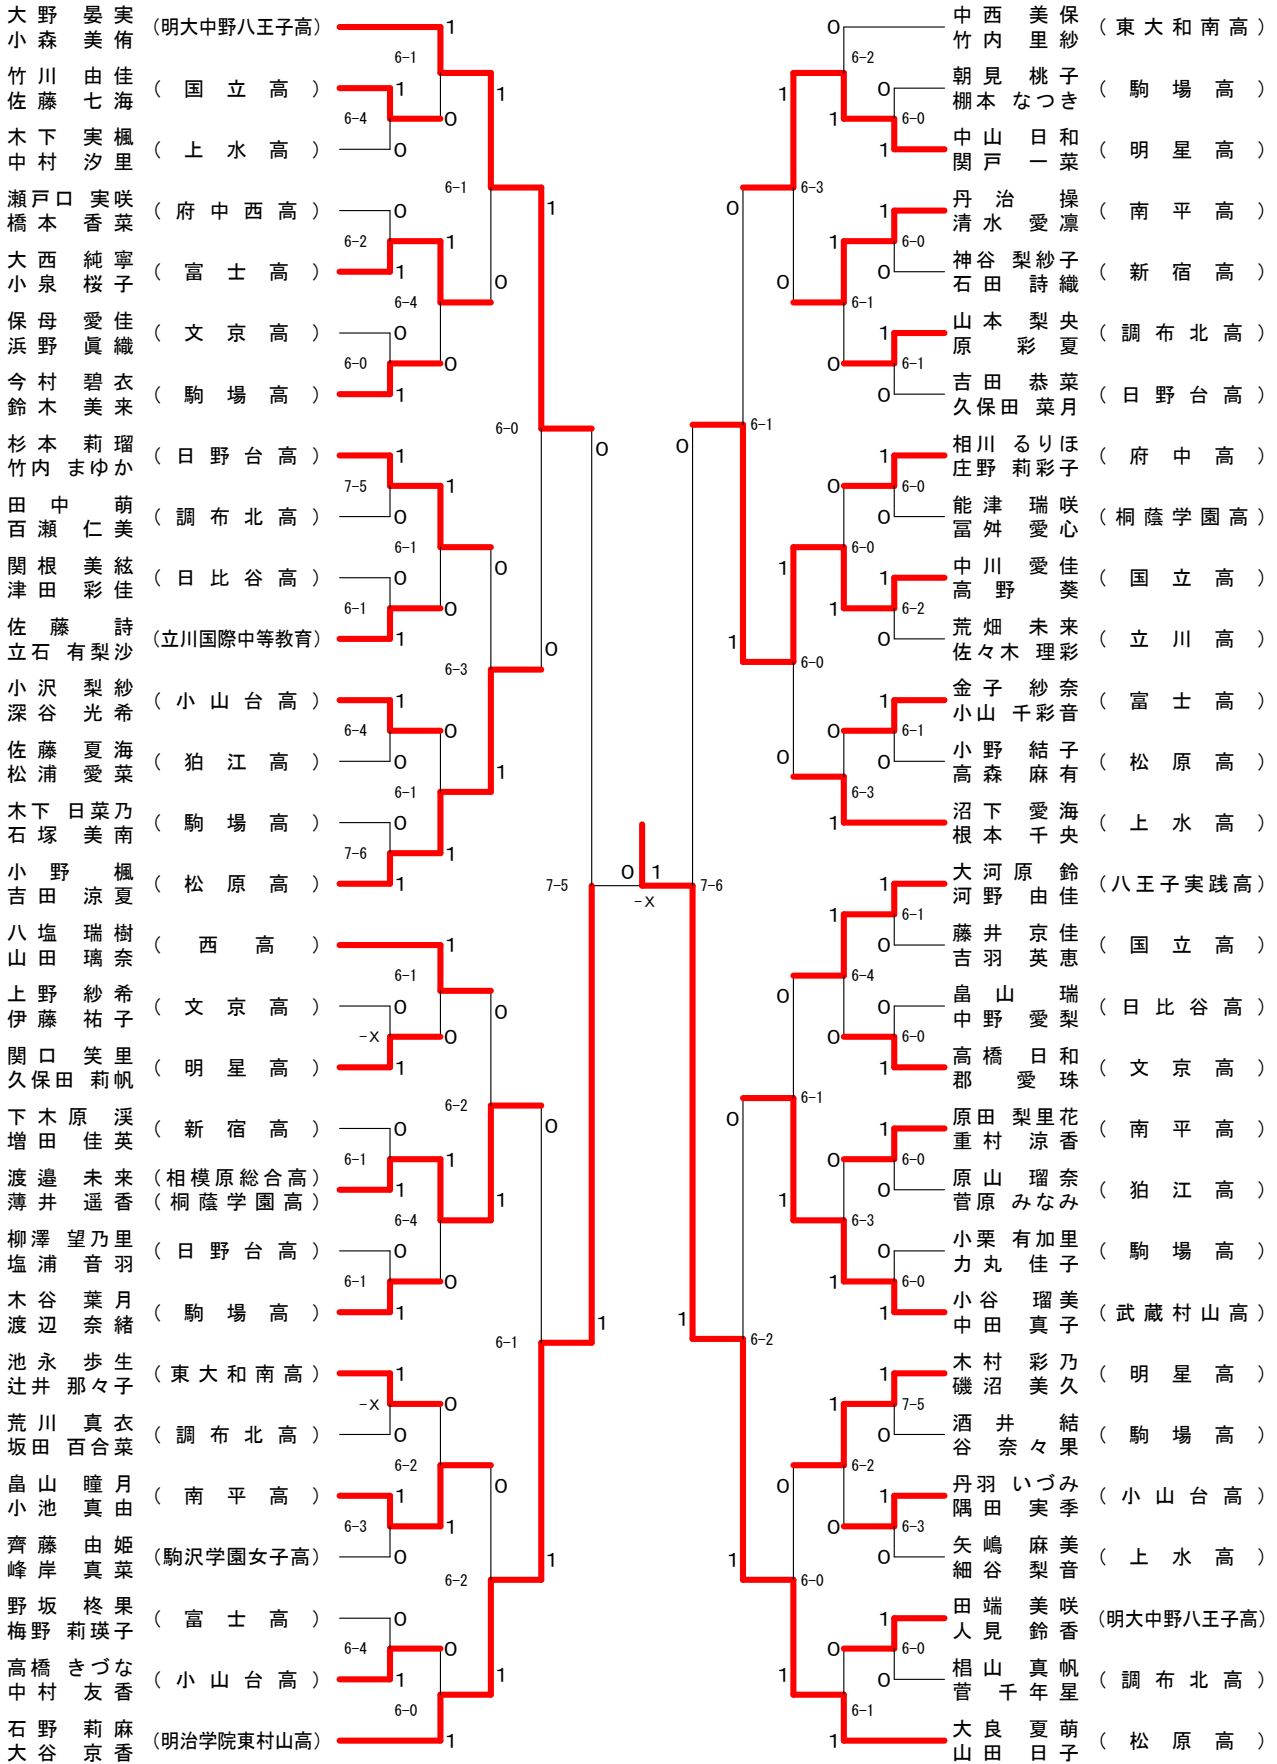 大野 晏実
小森 美侑
(明大中野八王子高)
1
6-1
竹川 由佳
佐藤 七海
(国立高)
1
1
6-4
0
木下 実楓
中村 汐里
(上水高)
0
6-1
瀬戸口 実咲
橋本 香菜
(府中西高)
0
1
6-2
1
大西 純寧
小泉 桜子
(富士高)
1
0
6-4
保母 愛佳
浜野 眞織
(文京高)
0
6-0
0
今村 碧衣
鈴木 美来
(駒場高)
1
6-0
0
杉本 莉瑠
竹内 まゆか
(日野台高)
1
7-5
1
田中 萌
百瀬 仁美
(調布北高)
0
6-1
0
関根 美絃
津田 彩佳
(日比谷高)
0
6-1
0
佐藤 詩
立石 有梨沙
(立川国際中等教育)
1
0
6-3
小沢 梨紗
深谷 光希
(小山台高)
1
6-4
0
佐藤 夏海
松浦 愛菜
(狛江高)
0
1
6-1
木下 日菜乃
石塚 美南
(駒場高)
0
7-6
1
小野 楓
吉田 涼夏
(松原高)
1
7-5
0
1
7-6
-X
八塩 瑞樹
山田 璃奈
(西高)
1
6-1
上野 紗希
伊藤 祐子
(文京高)
0
0
-X
0
関口 笑里
久保田 莉帆
(明星高)
1
6-2
下木原 渓
増田 佳英
(新宿高)
0
0
6-1
1
渡邉 未来
薄井 遥香
(相模原総合高)
(桐蔭学園高)
1
1
6-4
柳澤 望乃里
塩浦 音羽
(日野台高)
0
6-1
0
木谷 葉月
渡辺 奈緒
(駒場高)
1
1
6-1
池永 歩生
辻井 那々子
(東大和南高)
1
-X
0
荒川 真衣
坂田 百合菜
(調布北高)
0
6-2
0
畠山 瞳月
小池 真由
(南平高)
1
6-3
1
齊藤 由姫
峰岸 真菜
(駒沢学園女子高)
0
1
6-2
野坂 柊果
梅野 莉瑛子
(富士高)
0
6-4
0
高橋 きづな
中村 友香
(小山台高)
1
1
6-0
石野 莉麻
大谷 京香
(明治学院東村山高)
1
0
中西 美保
竹内 里紗
(東大和南高)
6-2
1
0
朝見 桃子
棚本 なつき
(駒場高)
1
6-0
1
中山 日和
関戸 一菜
(明星高)
6-3
0
1
丹治 操
清水 愛凛
(南平高)
1
6-0
0
神谷 梨紗子
石田 詩織
(新宿高)
0
6-1
1
山本 梨央
原 彩夏
(調布北高)
0
6-1
0
吉田 恭菜
久保田 菜月
(日野台高)
6-1
0
1
相川 るりほ
庄野 莉彩子
(府中高)
0
6-0
0
能津 瑞咲
冨舛 愛心
(桐蔭学園高)
6-0
1
1
中川 愛佳
高野 葵
(国立高)
1
6-2
0
荒畑 未来
佐々木 理彩
(立川高)
1
6-0
1
金子 紗奈
小山 千彩音
(富士高)
0
6-1
0
小野 結子
高森 麻有
(松原高)
0
6-3
1
沼下 愛海
根本 千央
(上水高)
1
大河原 鈴
河野 由佳
(八王子実践高)
1
6-1
0
藤井 京佳
吉羽 英恵
(国立高)
6-4
0
0
畠山 瑞
中野 愛梨
(日比谷高)
0
6-0
1
高橋 日和
郡 愛珠
(文京高)
6-1
0
1
原田 梨里花
重村 涼香
(南平高)
0
6-0
0
原山 瑠奈
菅原 みなみ
(狛江高)
1
6-3
0
小栗 有加里
力丸 佳子
(駒場高)
1
6-0
1
小谷 瑠美
中田 真子
(武蔵村山高)
1
6-2
1
木村 彩乃
磯沼 美久
(明星高)
1
7-5
0
酒井 結
谷 奈々果
(駒場高)
0
6-2
1
丹羽 いづみ
隅田 実季
(小山台高)
0
6-3
0
矢嶋 麻美
細谷 梨音
(上水高)
1
6-0
1
田端 美咲
人見 鈴香
(明大中野八王子高)
0
6-0
0
椙山 真帆
菅 千年星
(調布北高)
1
6-1
1
大良 夏萌
山田 日子
(松原高)